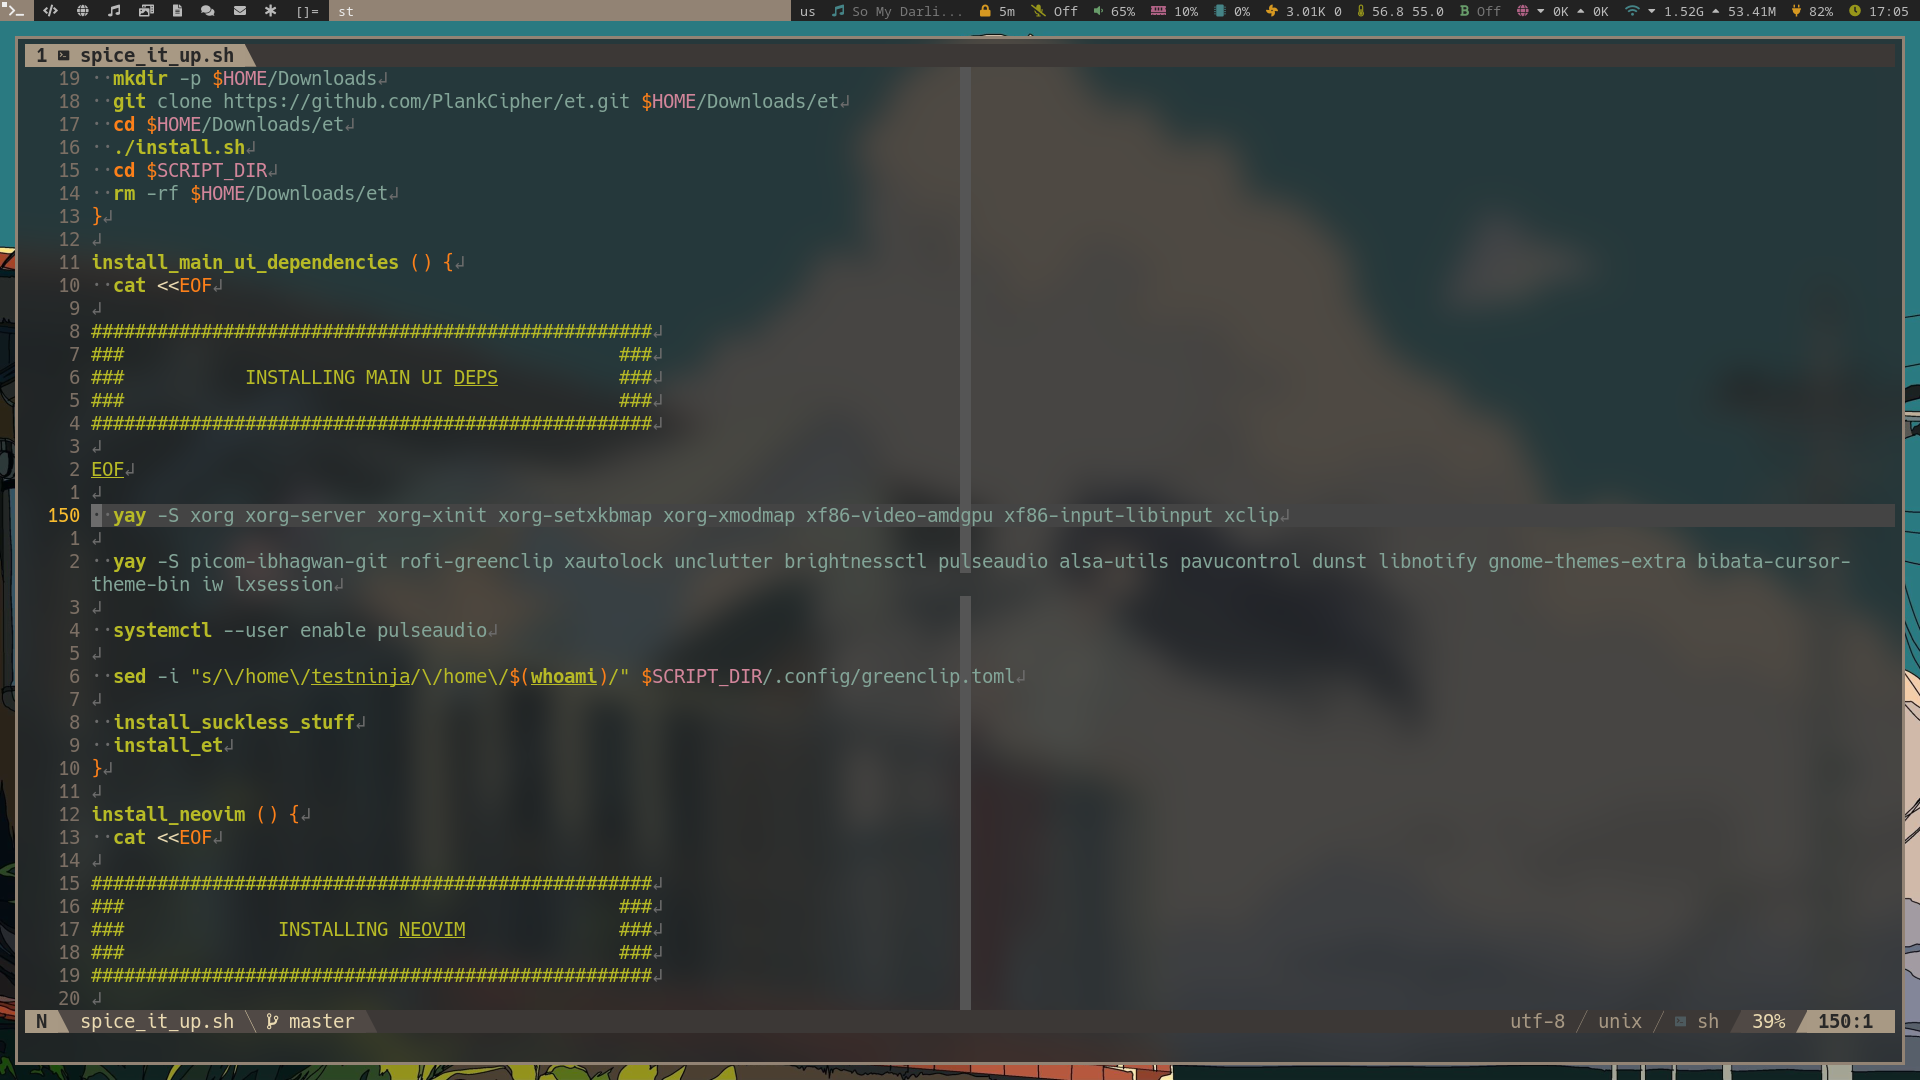 []= st us So My Darli... 5m Off 65% 10% 0% 3.01K 0 56.8 55.0 B Off 0K 0K 1.52G 53.41M 82% 17:05
1 spice_it_up.sh
19 ··mkdir -p $HOME/Downloads↲
18 ··git clone https://github.com/PlankCipher/et.git $HOME/Downloads/et↲
17 ··cd $HOME/Downloads/et↲
16 ··./install.sh↲
15 ··cd $SCRIPT_DIR↲
14 ··rm -rf $HOME/Downloads/et↲
13 }↲
12 ↲
11 install_main_ui_dependencies () {↲
10 ··cat <<EOF↲
9 ↲
8 ###################################################↲
7 ###                                             ###↲
6 ###           INSTALLING MAIN UI DEPS           ###↲
5 ###                                             ###↲
4 ###################################################↲
3 ↲
2 EOF↲
1 ↲
150 ··yay -S xorg xorg-server xorg-xinit xorg-setxkbmap xorg-xmodmap xf86-video-amdgpu xf86-input-libinput xclip↲
1 ↲
2 ··yay -S picom-ibhagwan-git rofi-greenclip xautolock unclutter brightnessctl pulseaudio alsa-utils pavucontrol dunst libnotify gnome-themes-extra bibata-cursor-
theme-bin iw lxsession↲
3 ↲
4 ··systemctl --user enable pulseaudio↲
5 ↲
6 ··sed -i "s/\/home\/testninja/\/home\/$(whoami)/" $SCRIPT_DIR/.config/greenclip.toml↲
7 ↲
8 ··install_suckless_stuff↲
9 ··install_et↲
10 }↲
11 ↲
12 install_neovim () {↲
13 ··cat <<EOF↲
14 ↲
15 ###################################################↲
16 ###                                             ###↲
17 ###              INSTALLING NEOVIM              ###↲
18 ###                                             ###↲
19 ###################################################↲
20 ↲
N spice_it_up.sh master utf-8 unix sh 39% 150:1